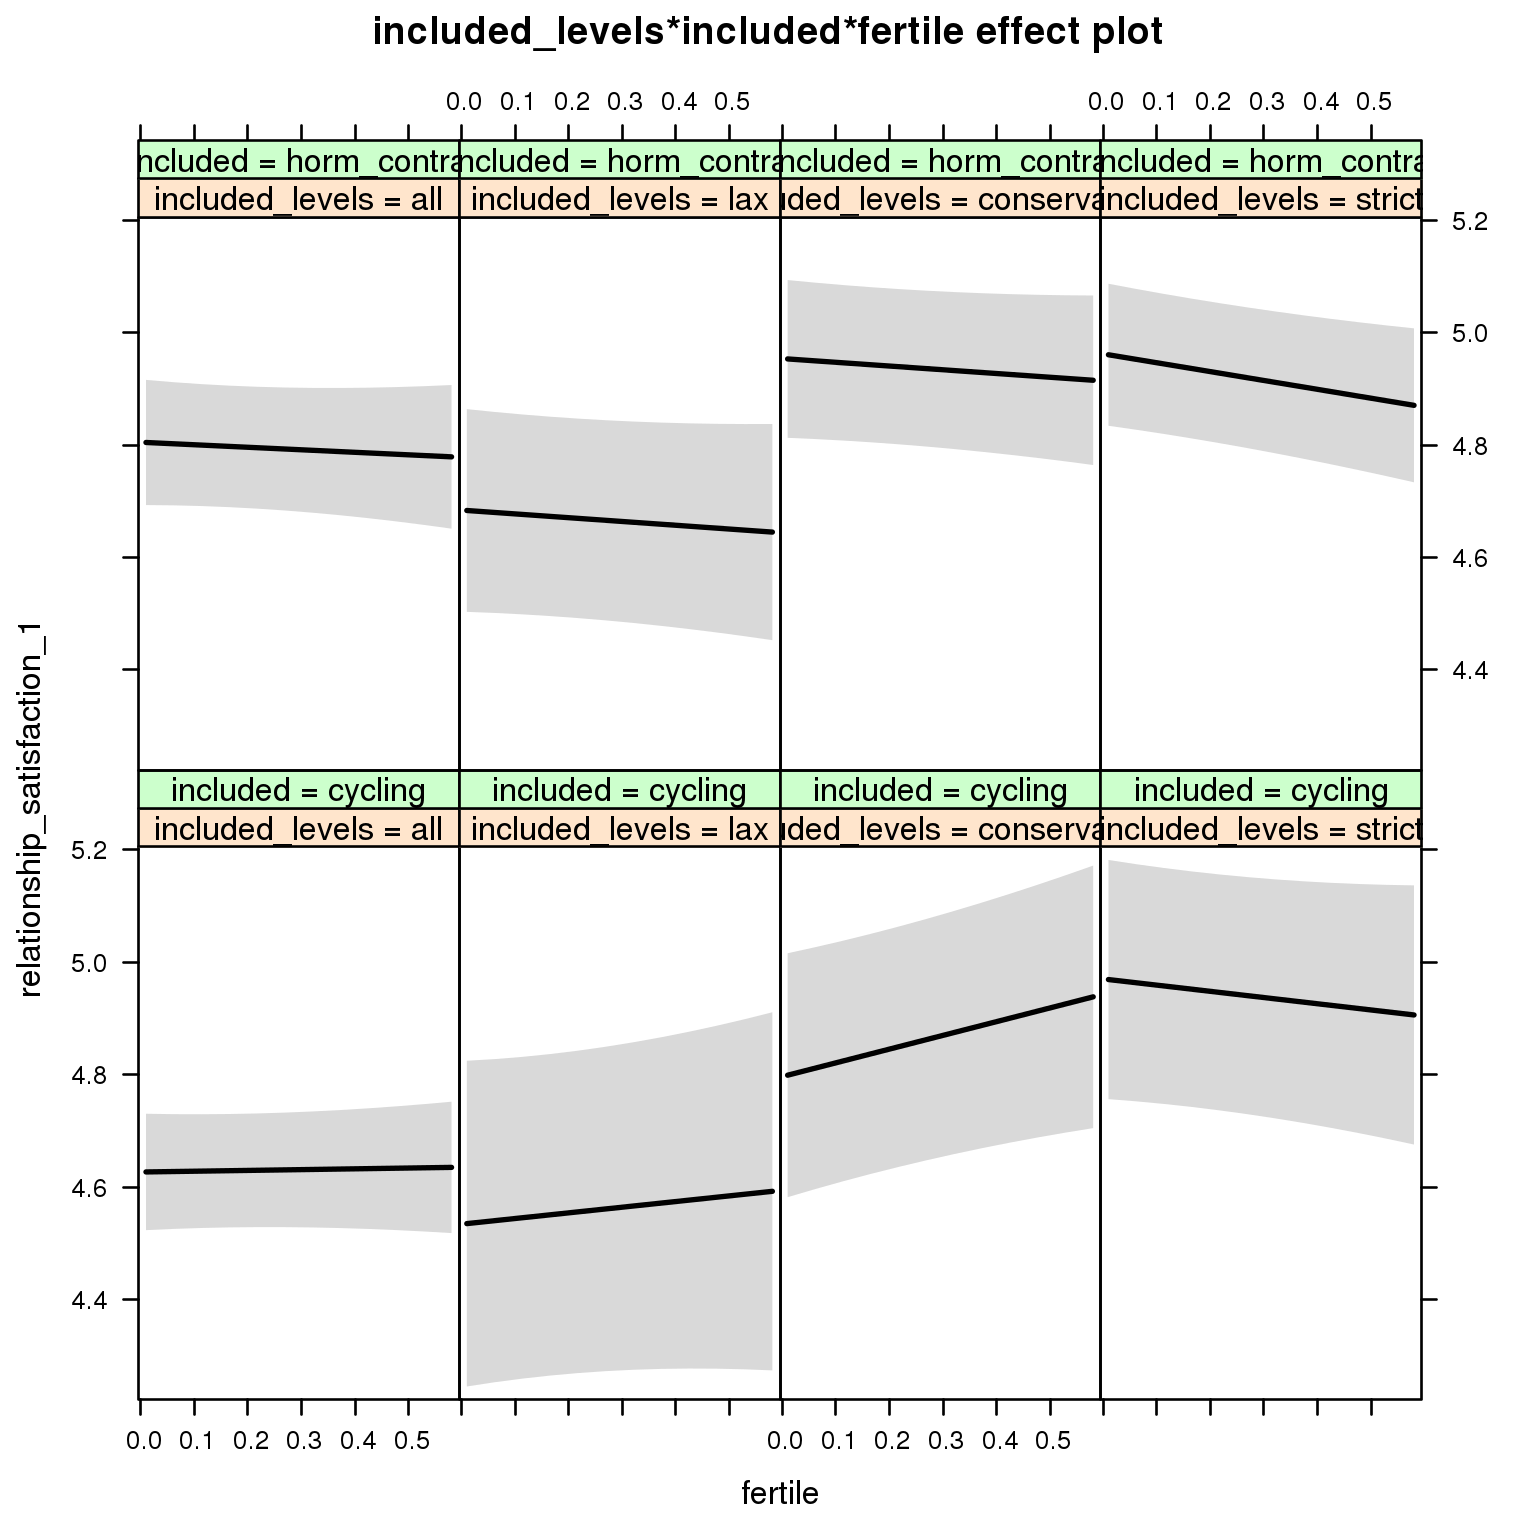 included_levels*included*fertile effect plot
0.0 0.1 0.2 0.3 0.4 0.5 0.0 0.1 0.2 0.3 0.4 0.5
ncluded = horm_contra ncluded = horm_contra ncluded = horm_contra ncluded = horm_contra
included_levels = all included_levels = lax uded_levels = conserva included_levels = strict
5.2
5.0
4.8
4.6
4.4
relationship_satisfaction_1
included = cycling included = cycling included = cycling included = cycling
included_levels = all included_levels = lax uded_levels = conserva included_levels = strict
5.2
5.0
4.8
4.6
4.4
0.0 0.1 0.2 0.3 0.4 0.5 0.0 0.1 0.2 0.3 0.4 0.5
fertile